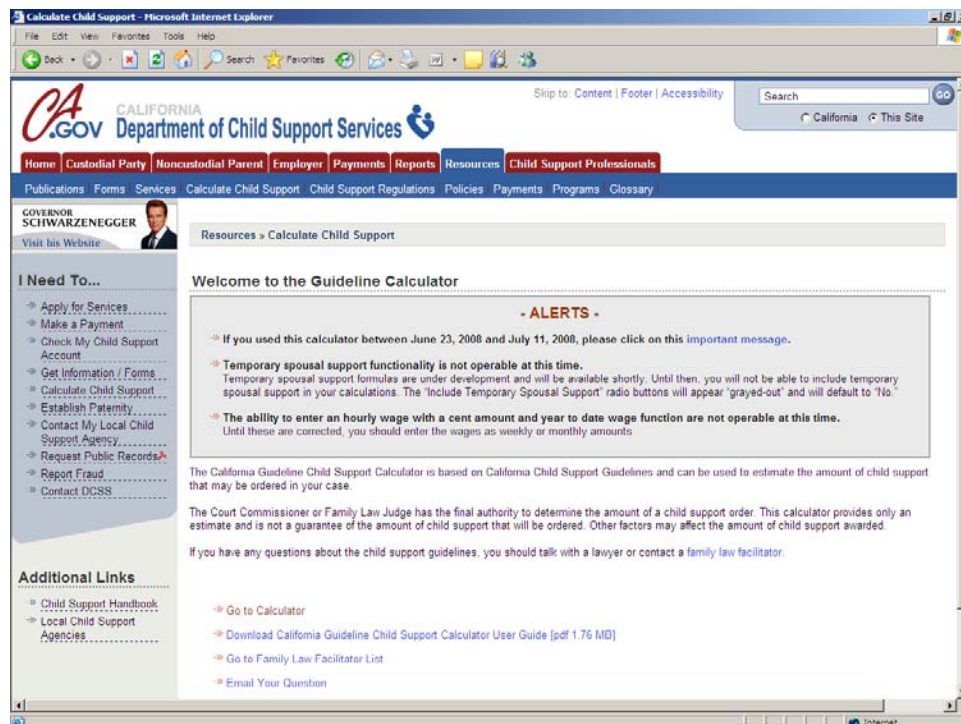 Calculate Child Support - Microsoft Internet Explorer
File Edit View Favorites Tools Help
Back Search Favorites
Skip to: Content | Footer | Accessibility
Search GO
California This Site
CA.GOV CALIFORNIA
Department of Child Support Services
Home Custodial Party Noncustodial Parent Employer Payments Reports Resources Child Support Professionals
Publications Forms Services Calculate Child Support Child Support Regulations Policies Payments Programs Glossary
GOVERNOR
SCHWARZENEGGER
Visit his Website
Resources » Calculate Child Support
I Need To...
Apply for Services
Make a Payment
Check My Child Support
Account
Get Information / Forms
Calculate Child Support
Establish Paternity
Contact My Local Child
Support Agency
Request Public Records
Report Fraud
Contact DCSS
Additional Links
Child Support Handbook
Local Child Support
Agencies
Welcome to the Guideline Calculator
- ALERTS -
If you used this calculator between June 23, 2008 and July 11, 2008, please click on this important message.
Temporary spousal support functionality is not operable at this time.
Temporary spousal support formulas are under development and will be available shortly. Until then, you will not be able to include temporary
spousal support in your calculations. The "Include Temporary Spousal Support" radio buttons will appear "grayed-out" and will default to "No."
The ability to enter an hourly wage with a cent amount and year to date wage function are not operable at this time.
Until these are corrected, you should enter the wages as weekly or monthly amounts
The California Guideline Child Support Calculator is based on California Child Support Guidelines and can be used to estimate the amount of child support
that may be ordered in your case.
The Court Commissioner or Family Law Judge has the final authority to determine the amount of a child support order. This calculator provides only an
estimate and is not a guarantee of the amount of child support that will be ordered. Other factors may affect the amount of child support awarded.
If you have any questions about the child support guidelines, you should talk with a lawyer or contact a family law facilitator.
Go to Calculator
Download California Guideline Child Support Calculator User Guide [pdf 1.76 MB]
Go to Family Law Facilitator List
Email Your Question
Internet